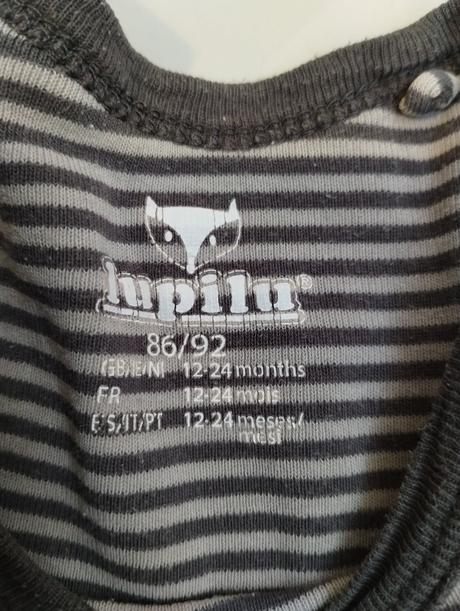 lupilu®
86/92
GB/IE/NI 12-24 months
FR 12-24 mois
ES/IT/PT 12-24 meses/
mesi